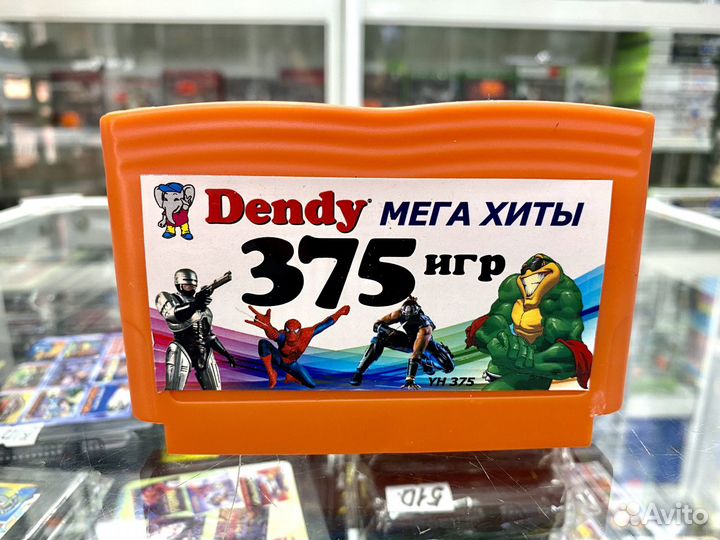 Dendy® МЕГА ХИТЫ
375 игр
YH 375
510
Avito